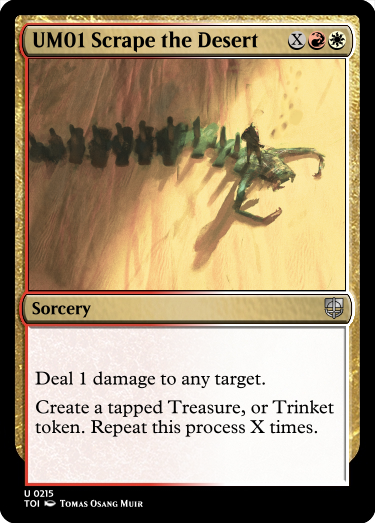 UM01 Scrape the Desert
X
Sorcery
Deal 1 damage to any target.
Create a tapped Treasure, or Trinket
token. Repeat this process X times.
U 0215
TOI Tomas Osang Muir